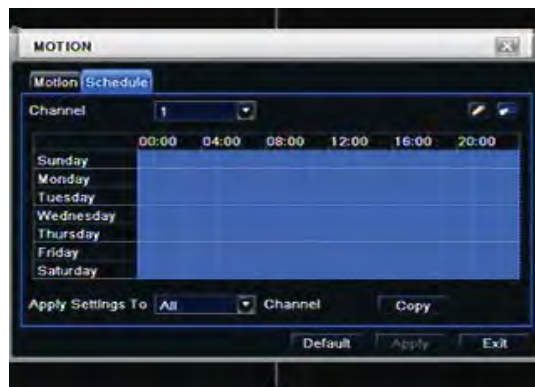 MOTION
Motion Schedule
Channel 1
00:00 04:00 08:00 12:00 16:00 20:00
Sunday
Monday
Tuesday
Wednesday
Thursday
Friday
Saturday
Apply Settings To All Channel Copy
Default Apply Exit